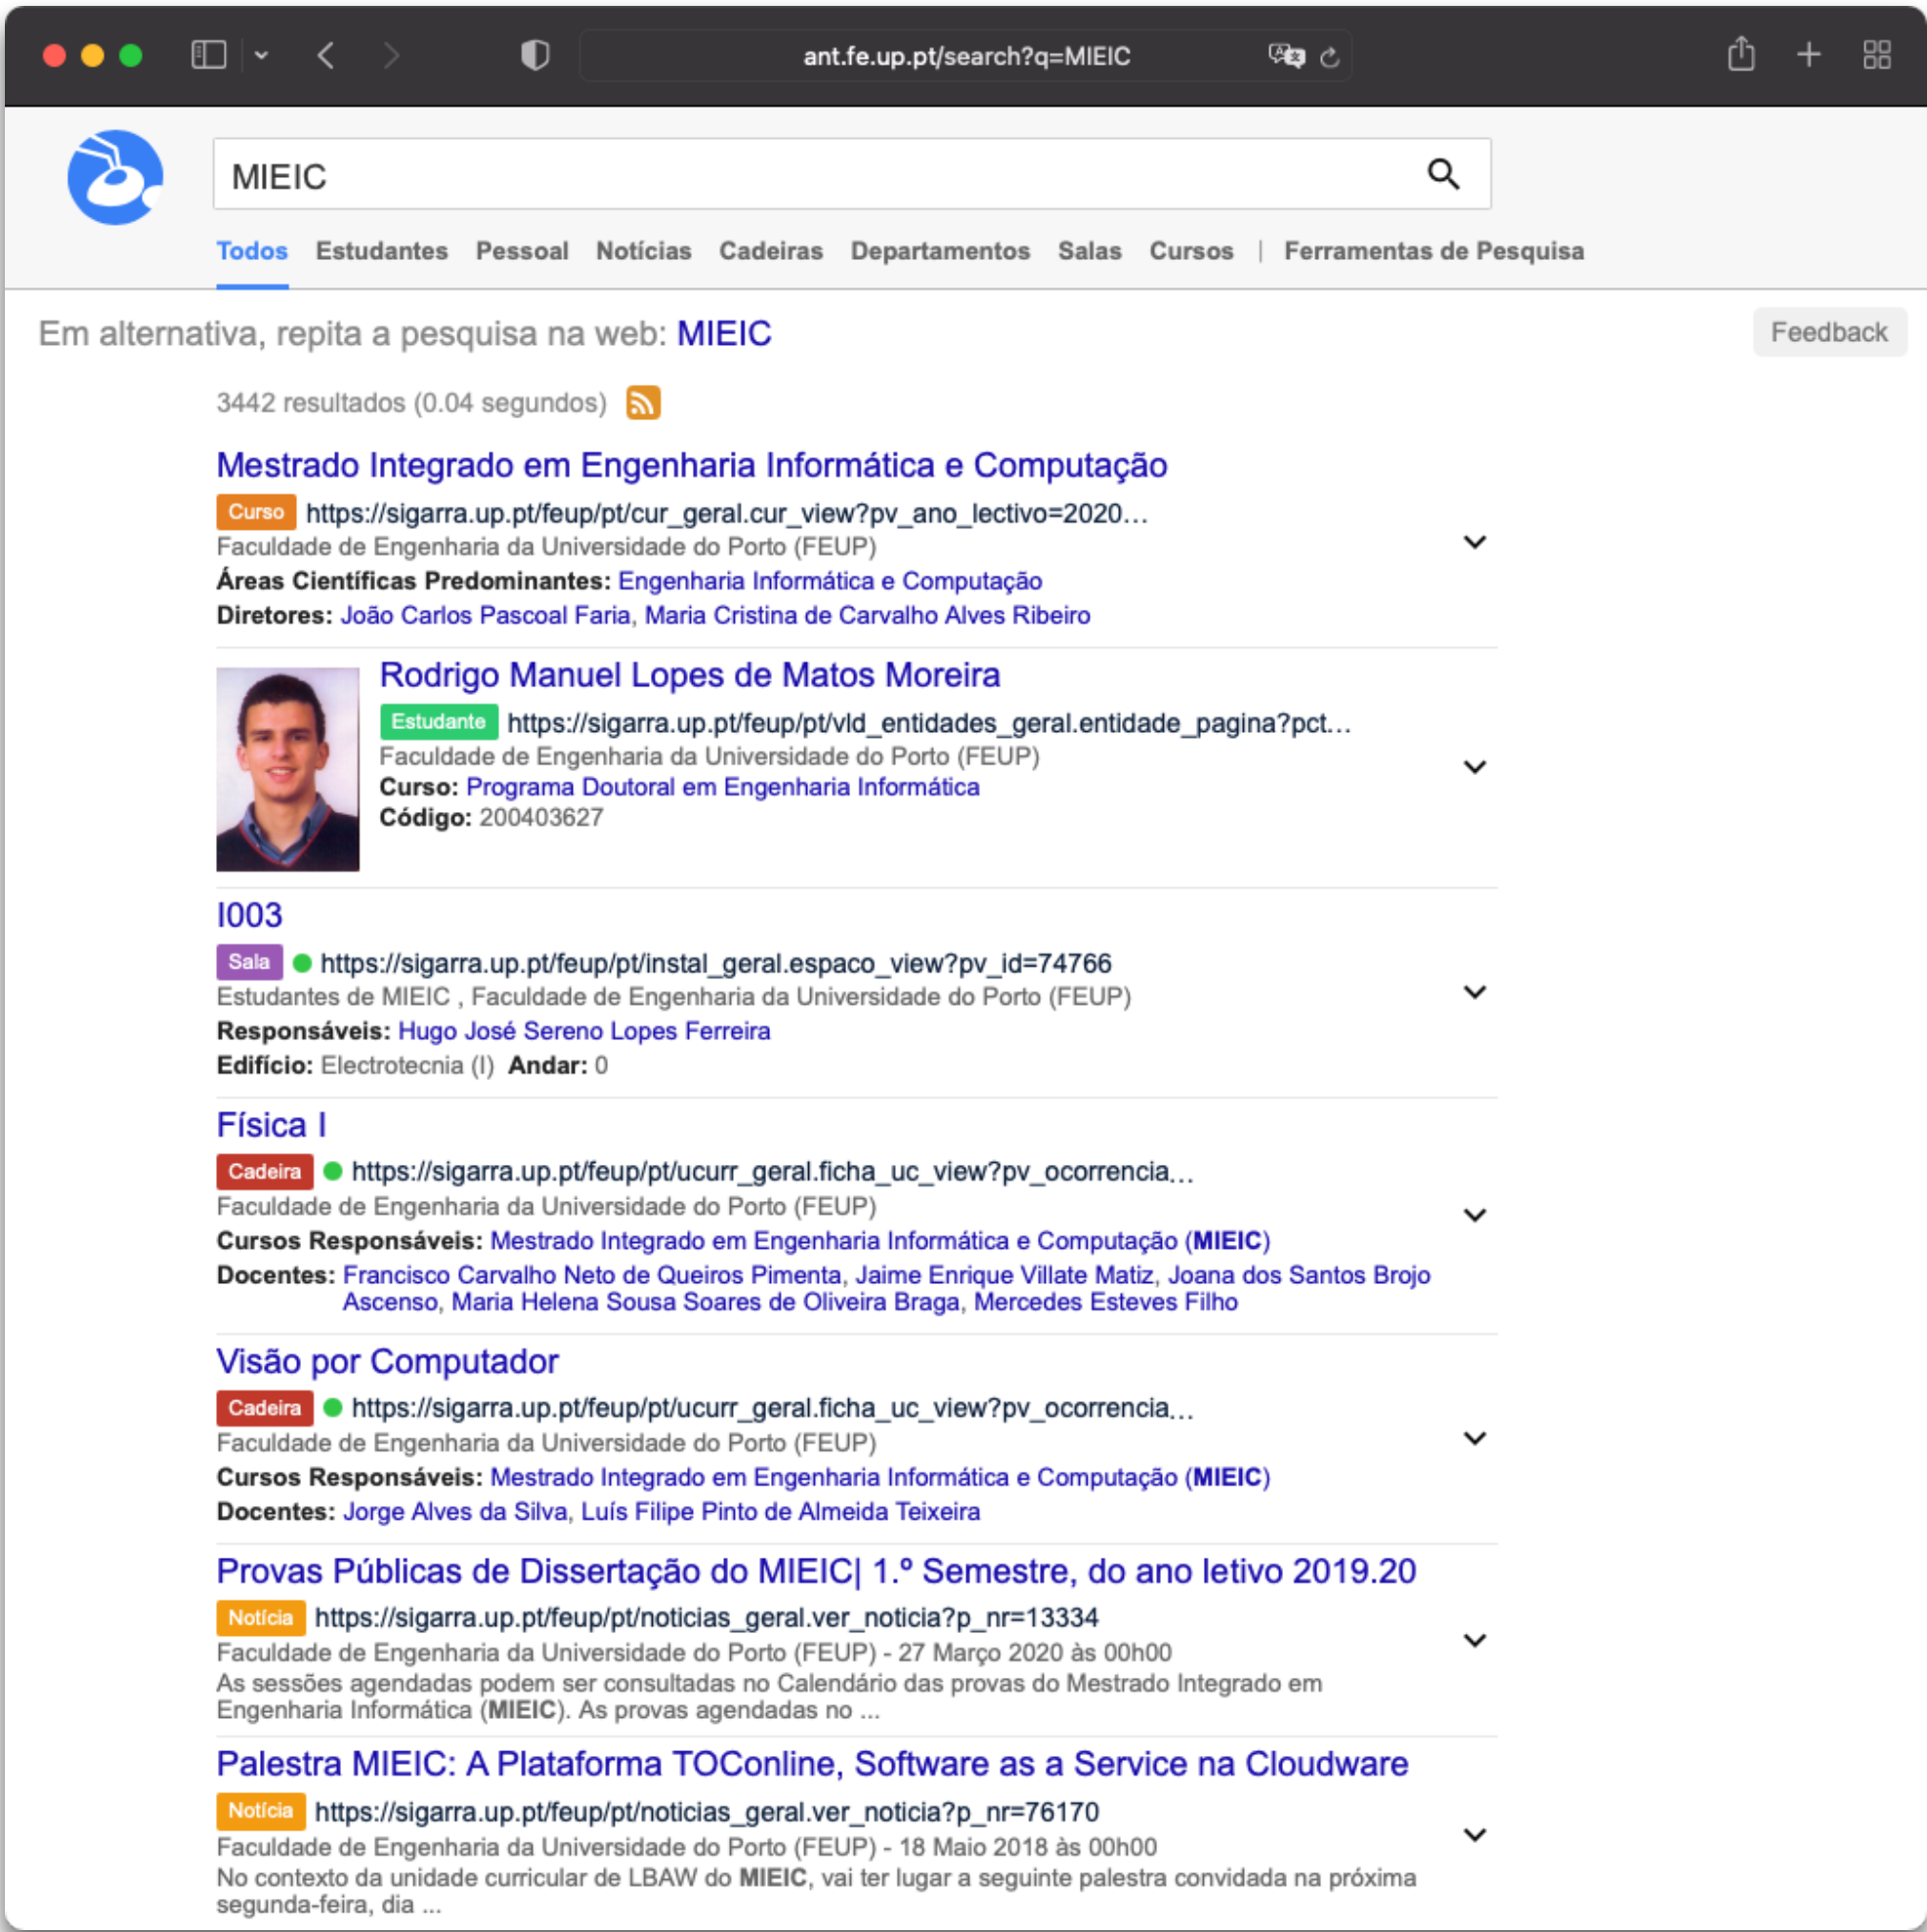 ant.fe.up.pt/search?q=MIEIC
MIEIC
Todos Estudantes Pessoal Notícias Cadeiras Departamentos Salas Cursos | Ferramentas de Pesquisa
Em alternativa, repita a pesquisa na web: MIEIC
Feedback
3442 resultados (0.04 segundos)
Mestrado Integrado em Engenharia Informática e Computação
Curso https://sigarra.up.pt/feup/pt/cur_geral.cur_view?pv_ano_lectivo=2020...
Faculdade de Engenharia da Universidade do Porto (FEUP)
Áreas Científicas Predominantes: Engenharia Informática e Computação
Diretores: João Carlos Pascoal Faria, Maria Cristina de Carvalho Alves Ribeiro
Rodrigo Manuel Lopes de Matos Moreira
Estudante https://sigarra.up.pt/feup/pt/vld_entidades_geral.entidade_pagina?pct...
Faculdade de Engenharia da Universidade do Porto (FEUP)
Curso: Programa Doutoral em Engenharia Informática
Código: 200403627
I003
Sala https://sigarra.up.pt/feup/pt/instal_geral.espaco_view?pv_id=74766
Estudantes de MIEIC , Faculdade de Engenharia da Universidade do Porto (FEUP)
Responsáveis: Hugo José Sereno Lopes Ferreira
Edifício: Electrotecnia (I) Andar: 0
Física I
Cadeira https://sigarra.up.pt/feup/pt/ucurr_geral.ficha_uc_view?pv_ocorrencia...
Faculdade de Engenharia da Universidade do Porto (FEUP)
Cursos Responsáveis: Mestrado Integrado em Engenharia Informática e Computação (MIEIC)
Docentes: Francisco Carvalho Neto de Queiros Pimenta, Jaime Enrique Villate Matiz, Joana dos Santos Brojo
Ascenso, Maria Helena Sousa Soares de Oliveira Braga, Mercedes Esteves Filho
Visão por Computador
Cadeira https://sigarra.up.pt/feup/pt/ucurr_geral.ficha_uc_view?pv_ocorrencia...
Faculdade de Engenharia da Universidade do Porto (FEUP)
Cursos Responsáveis: Mestrado Integrado em Engenharia Informática e Computação (MIEIC)
Docentes: Jorge Alves da Silva, Luís Filipe Pinto de Almeida Teixeira
Provas Públicas de Dissertação do MIEIC| 1.º Semestre, do ano letivo 2019.20
Notícia https://sigarra.up.pt/feup/pt/noticias_geral.ver_noticia?p_nr=13334
Faculdade de Engenharia da Universidade do Porto (FEUP) - 27 Março 2020 às 00h00
As sessões agendadas podem ser consultadas no Calendário das provas do Mestrado Integrado em
Engenharia Informática (MIEIC). As provas agendadas no ...
Palestra MIEIC: A Plataforma TOConline, Software as a Service na Cloudware
Notícia https://sigarra.up.pt/feup/pt/noticias_geral.ver_noticia?p_nr=76170
Faculdade de Engenharia da Universidade do Porto (FEUP) - 18 Maio 2018 às 00h00
No contexto da unidade curricular de LBAW do MIEIC, vai ter lugar a seguinte palestra convidada na próxima
segunda-feira, dia ...